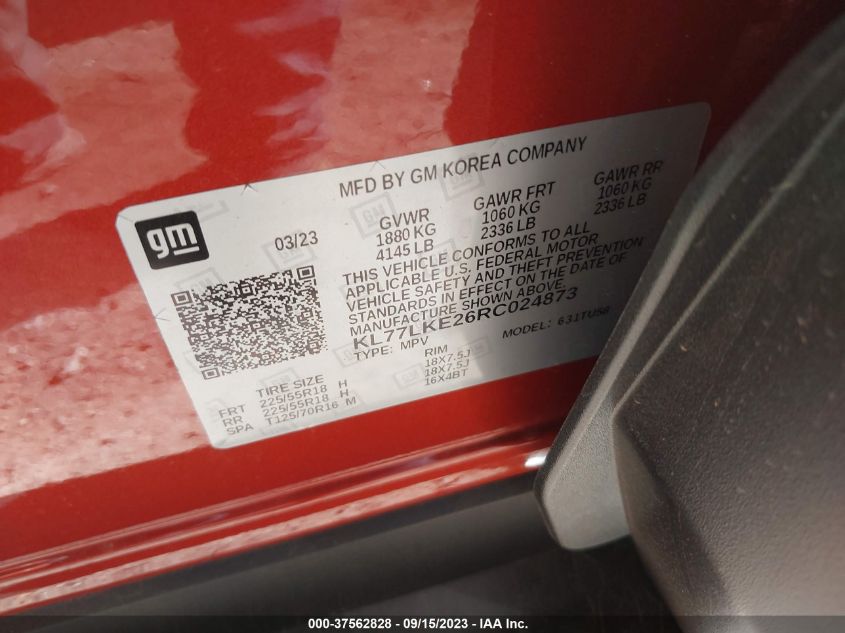 MFD BY GM KOREA COMPANY
gm
03/23
GVWR GAWR FRT GAWR RR
1880 KG 1060 KG 1060 KG
4145 LB 2336 LB 2336 LB
THIS VEHICLE CONFORMS TO ALL
APPLICABLE U.S. FEDERAL MOTOR
VEHICLE SAFETY AND THEFT PREVENTION
STANDARDS IN EFFECT ON THE DATE OF
MANUFACTURE SHOWN ABOVE.
KL77LKE26RC024873
TYPE: MPV MODEL: 631TU58
TIRE SIZE RIM
FRT 225/55R18 H 18X7.5J
RR 225/55R18 H 18X7.5J
SPA T125/70R16 M 16X4BT
000-37562828 - 09/15/2023 - IAA Inc.